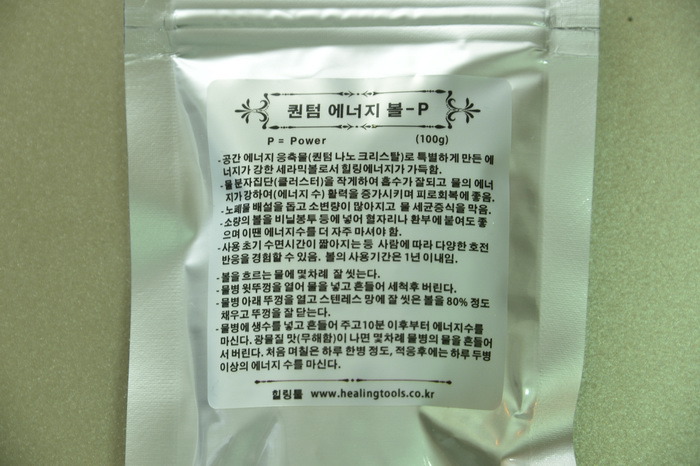 퀀텀 에너지 볼-P
P = Power (100g)
-공간 에너지 응축물(퀀텀 나노 크리스탈)로 특별하게 만든 에
너지가 강한 세라믹볼로서 힐링에너지가 가득함.
-물 분자집단(클러스터)을 작게하여 흡수가 잘되고 물의 에너
지가 강하여(에너지 수) 활력을 증가시키며 피로회복에 좋음.
-노폐물 배설을 돕고 소변량이 많아지고 물 세균증식을 막음.
-소량의 볼을 비닐봉투 등에 넣어 혈자리나 환부에 붙여도 좋
으며 이땐 에너지수를 더 자주 마셔야 함.
-사용 초기 수면시간이 짧아지는 등 사람에 따라 다양한 호전
반응을 경험할 수 있음. 볼의 사용기간은 1년 이내임.
-볼을 흐르는 물에 몇차례 잘 씻는다.
-물병 윗뚜껑을 열어 물을 넣고 흔들어 세척후 버린다.
-물병 아래 뚜껑을 열고 스텐레스 망에 잘 씻은 볼을 80% 정도
채우고 뚜껑을 잘 닫는다.
-물병에 생수를 넣고 흔들어 주고 10분 이후부터 에너지수를
마신다. 광물질 맛(무해함)이 나면 몇차례 물병의 물을 흔들어
서 버린다. 처음 며칠은 하루 한병 정도, 적응후에는 하루 두병
이상의 에너지 수를 마신다.
힐링툴 www.healingtools.co.kr